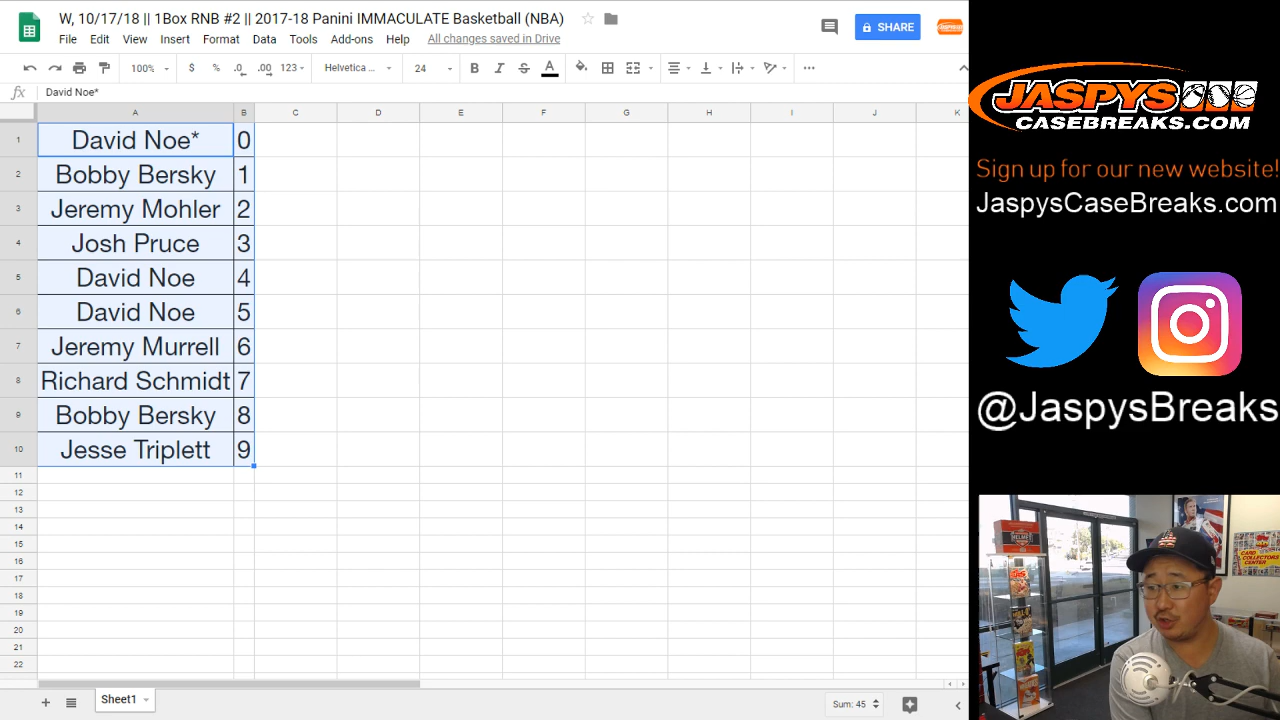 W, 10/17/18 || 1Box RNB #2 || 2017-18 Panini IMMACULATE Basketball (NBA)
File Edit View Insert Format Data Tools Add-ons Help All changes saved in Drive
SHARE
100% $ % .0 .00 123 Helvetica ... 24 B I S A
fx David Noe*
A B C D E F G H I J K
1 David Noe* 0
2 Bobby Bersky 1
3 Jeremy Mohler 2
4 Josh Pruce 3
5 David Noe 4
6 David Noe 5
7 Jeremy Murrell 6
8 Richard Schmidt 7
9 Bobby Bersky 8
10 Jesse Triplett 9
11
12
13
14
15
16
17
18
19
20
21
22
Sheet1
Sum: 45
JASPYS
CASEBREAKS.COM
Sign up for our new website!
JaspysCaseBreaks.com
@JaspysBreaks
HELMET
CARD
COLLECTORS
CENTER